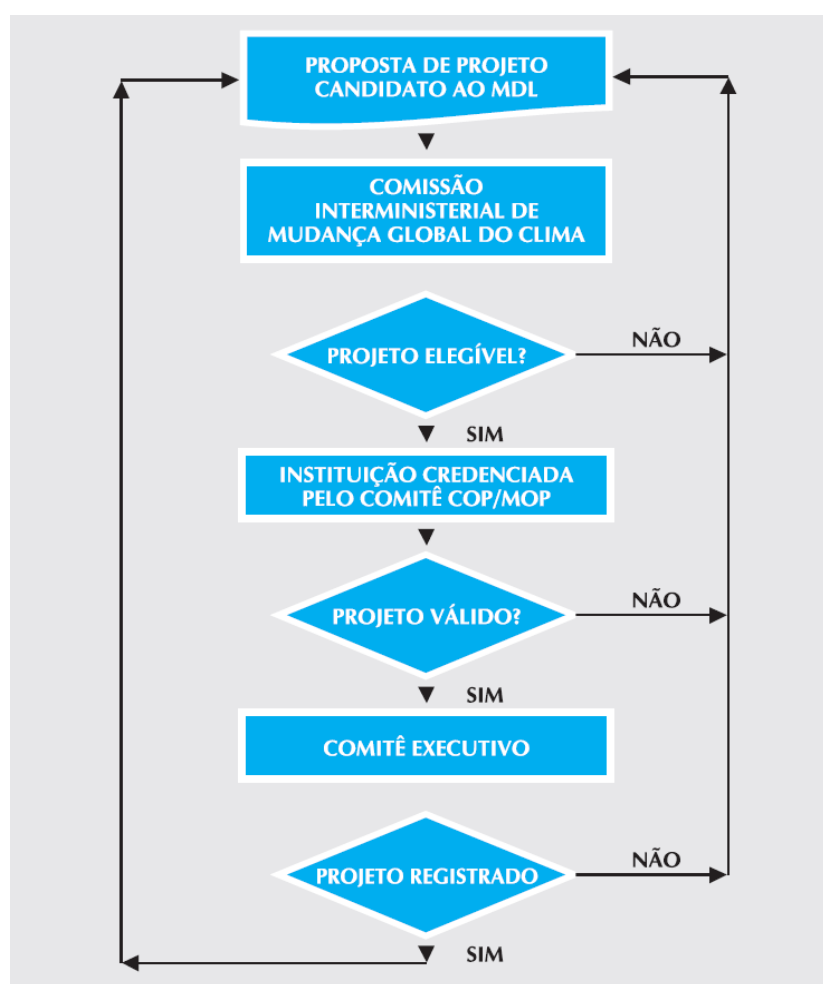 PROPOSTA DE PROJETO
CANDIDATO AO MDL
COMISSÃO
INTERMINISTERIAL DE
MUDANÇA GLOBAL DO CLIMA
PROJETO ELEGÍVEL?
NÃO
SIM
INSTITUIÇÃO CREDENCIADA
PELO COMITÊ COP/MOP
PROJETO VÁLIDO?
NÃO
SIM
COMITÊ EXECUTIVO
PROJETO REGISTRADO
NÃO
SIM